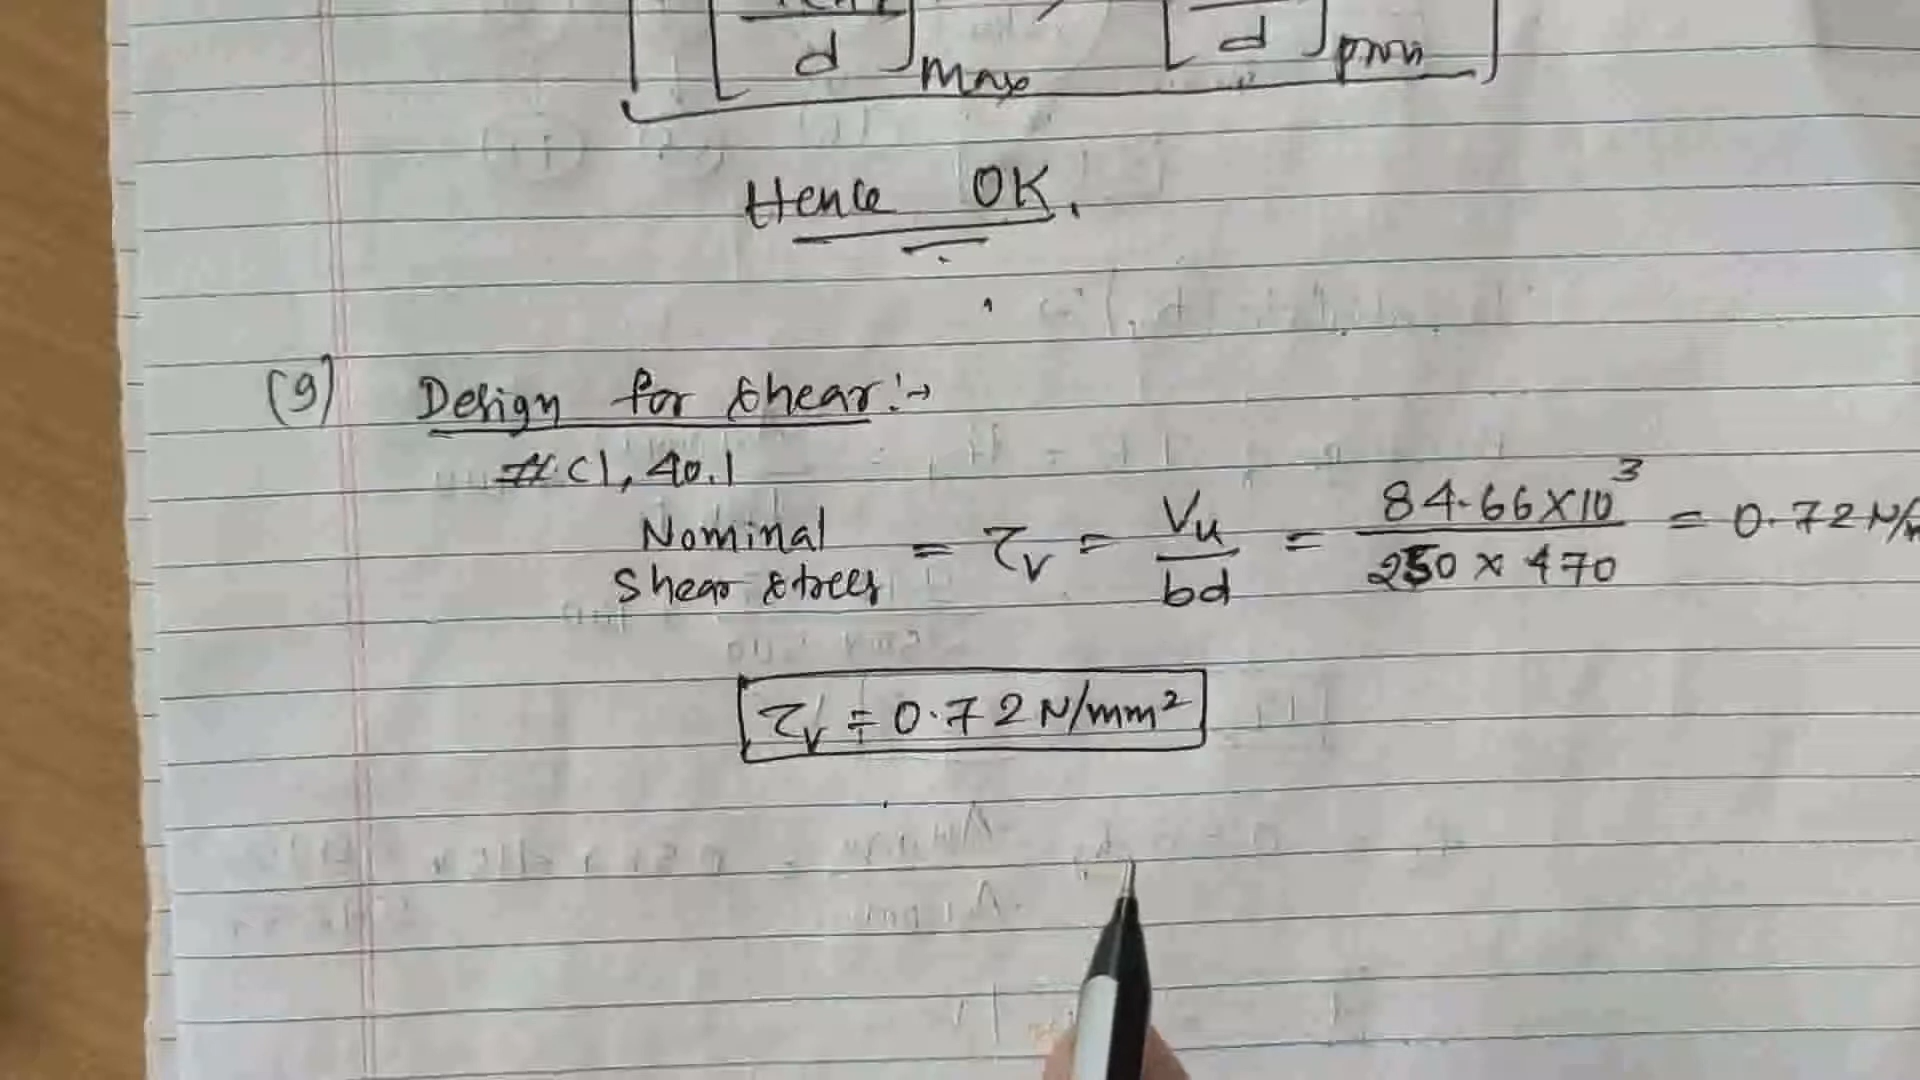 d ]max d ]prov
Hence OK.
(9) Design for Shear:→
# Cl, 40.1
Nominal Shear stress = τv = Vu/bd = 84.66×10³/250×470 = 0.72 N/m
τv = 0.72 N/mm²